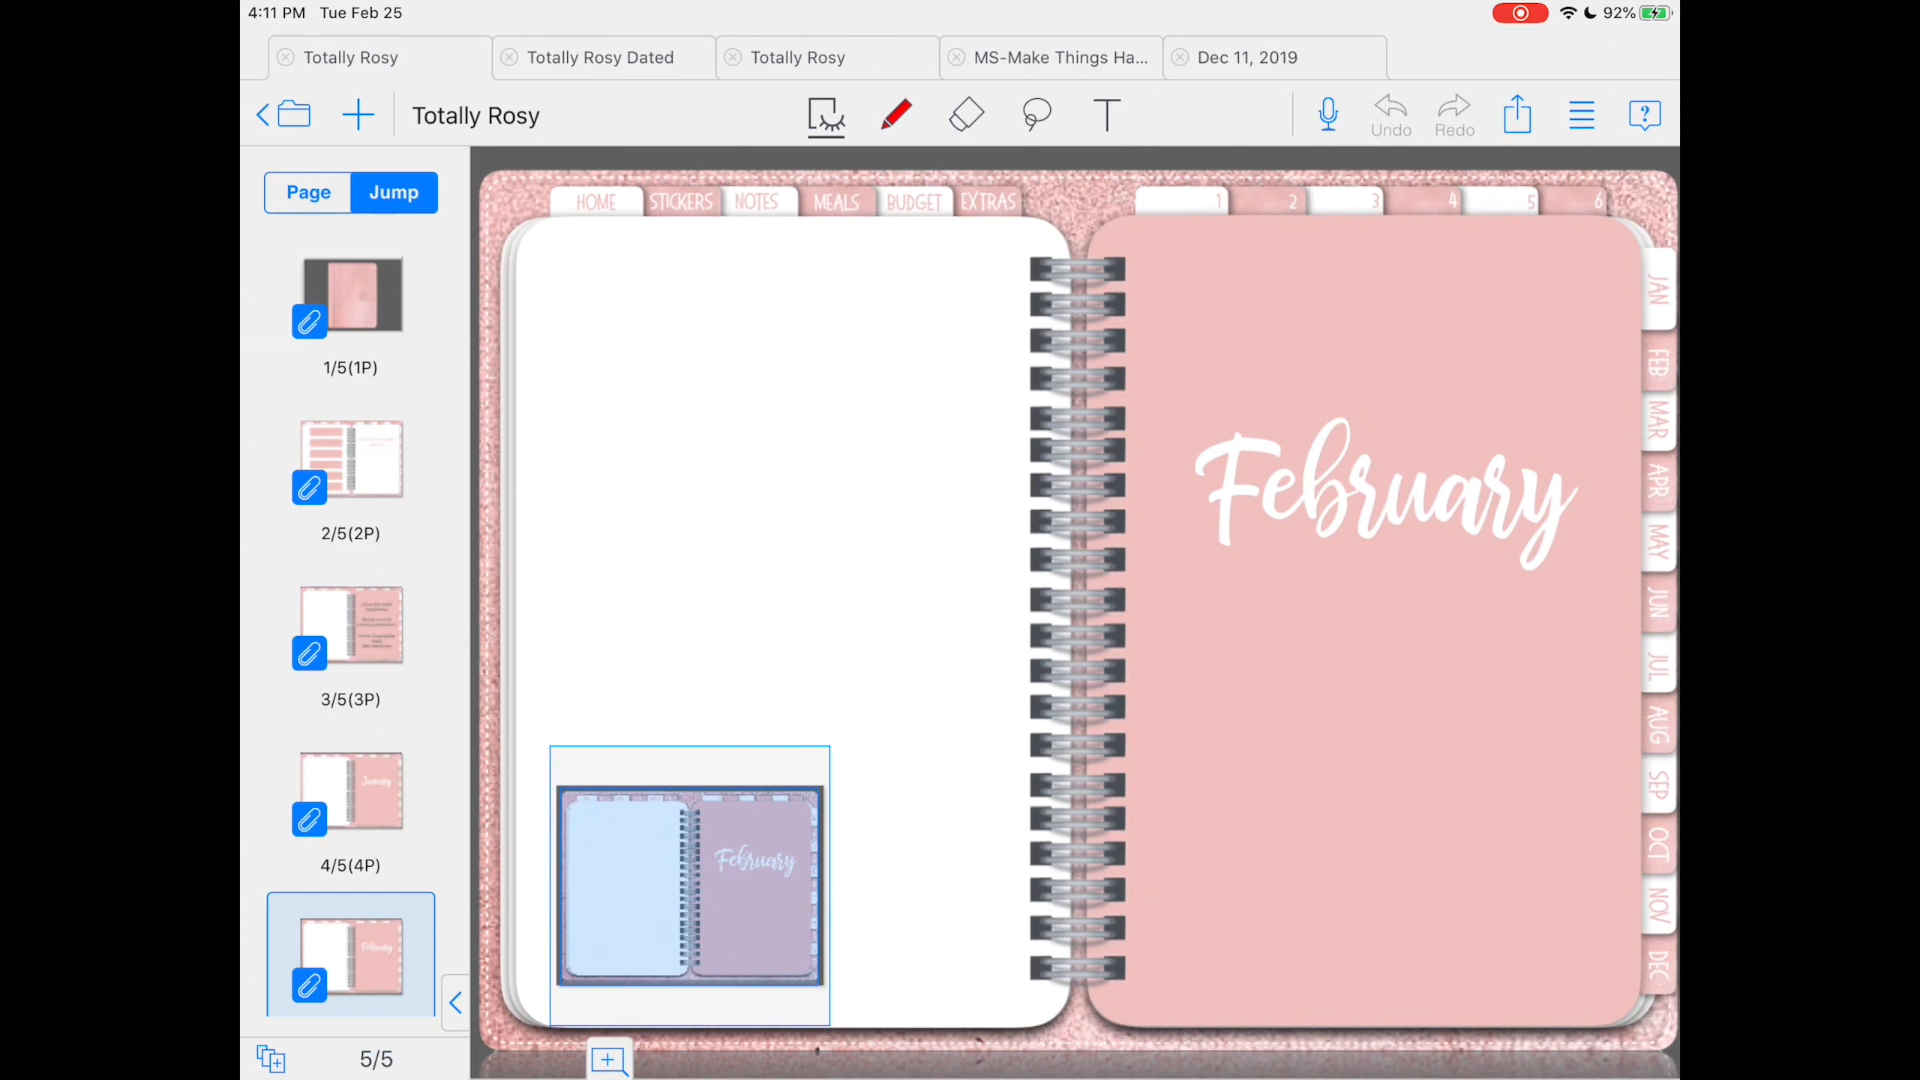 4:11 PM Tue Feb 25
92%
Totally Rosy
Totally Rosy Dated
Totally Rosy
MS-Make Things Ha...
Dec 11, 2019
Totally Rosy
T
Undo
Redo
?
Page
Jump
HOME
STICKERS
NOTES
MEALS
BUDGET
EXTRAS
1
2
3
4
5
6
1/5(1P)
2/5(2P)
3/5(3P)
January
4/5(4P)
February
5/5
February
February
JAN
FEB
MAR
APR
MAY
JUN
JUL
AUG
SEP
OCT
NOV
DEC